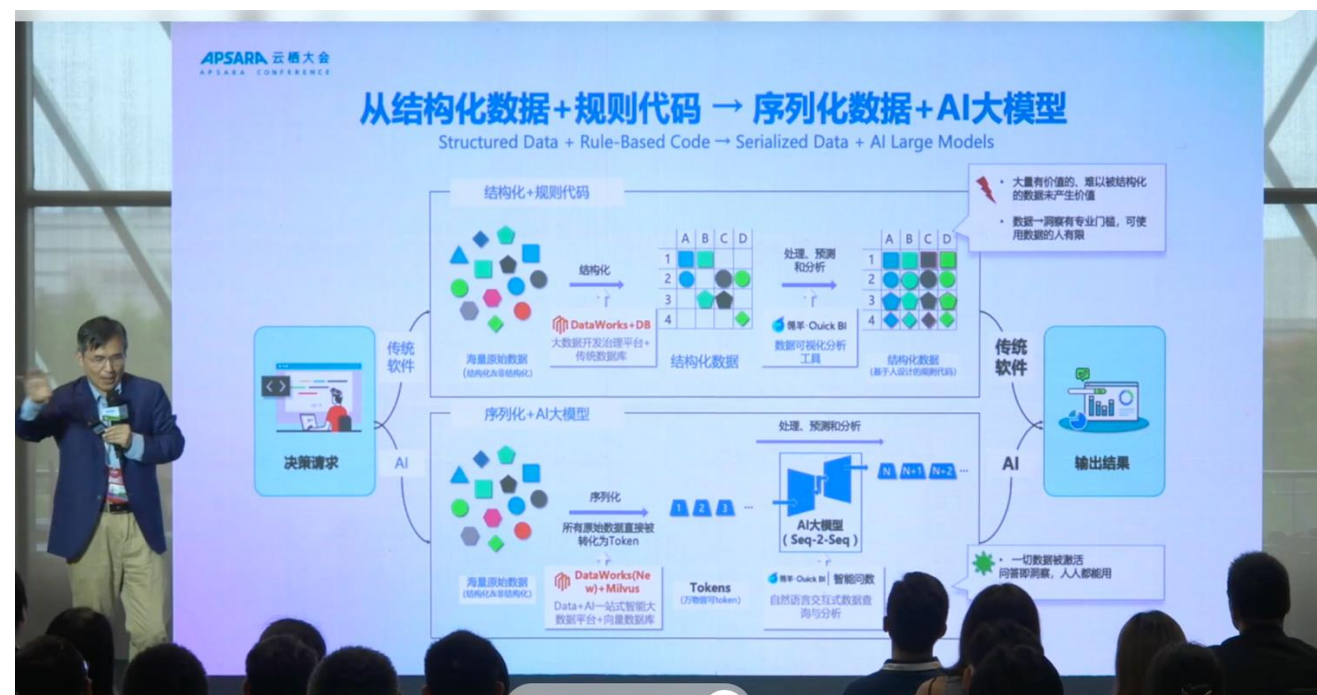 APSARA 云栖大会
APSARA CONFERENCE
从结构化数据+规则代码 → 序列化数据+AI大模型
Structured Data + Rule-Based Code → Serialized Data + AI Large Models
结构化+规则代码
• 大量有价值的、难以被结构化
的数据未产生价值
• 数据→洞察有专业门槛，可使
用数据的人有限
A B C D
1
2
3
4
结构化
处理、预测
和分析
A B C D
1
2
3
4
DataWorks+DB
大数据开发治理平台+
传统数据库
Quick BI
数据可视化分析
工具
海量原始数据
(结构化&非结构化)
结构化数据
结构化数据
(基于人设计的规则代码)
传统
软件
传统
软件
决策请求
输出结果
AI
AI
序列化+AI大模型
处理、预测和分析
序列化
所有原始数据直接被
转化为Token
1 2 3 ...
N N+1 N+2 ...
AI大模型
( Seq-2-Seq )
海量原始数据
(结构化&非结构化)
DataWorks(Ne
w)+Milvus
Data+AI一站式智能大
数据平台+向量数据库
Tokens
(万物皆可token)
Quick BI | 智能问数
自然语言交互式数据查
询与分析
• 一切数据被激活
问答即洞察，人人都能用